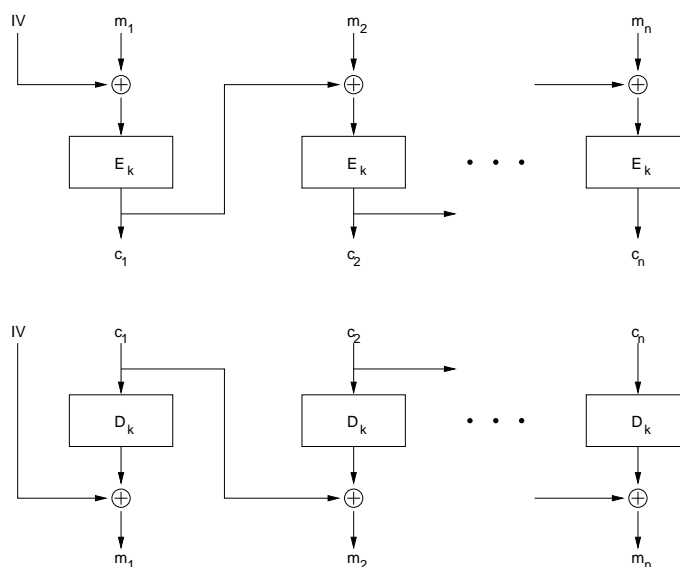 IV m1 m2 mn
Ek Ek Ek
c1 c2 cn
IV c1 c2 cn
Dk Dk Dk
m1 m2 mn